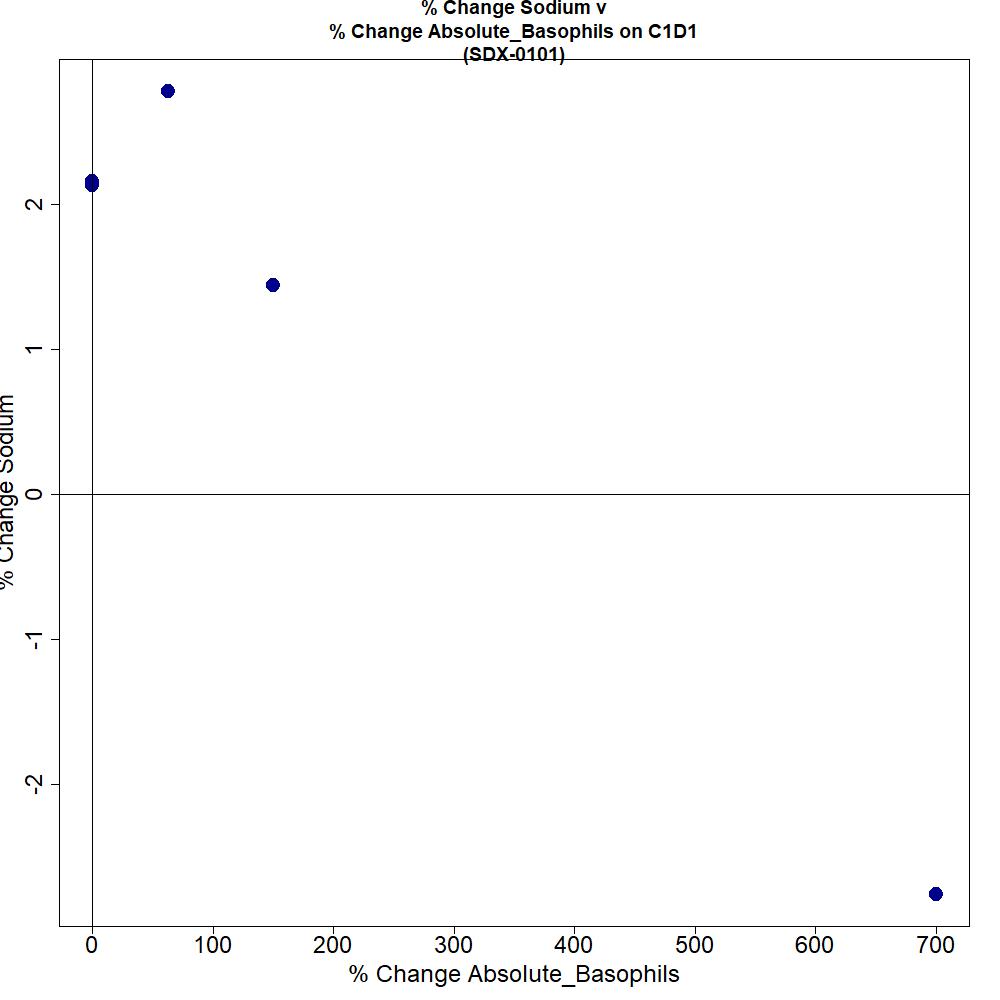 % Change Sodium v
% Change Absolute_Basophils on C1D1
(SDX-0101)
% Change Sodium
2
1
0
-1
-2
0 100 200 300 400 500 600 700
% Change Absolute_Basophils